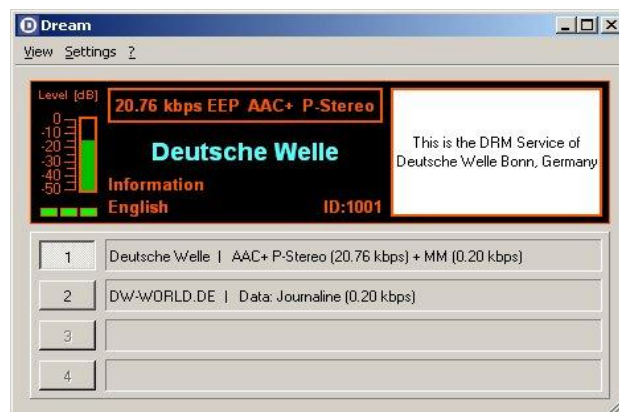 Dream
View Settings ?
Level [dB]
0
-10
-20
-30
-40
-50
20.76 kbps EEP AAC+ P-Stereo
Deutsche Welle
Information
English ID:1001
This is the DRM Service of
Deutsche Welle Bonn, Germany
1 Deutsche Welle | AAC+ P-Stereo (20.76 kbps) + MM (0.20 kbps)
2 DW-WORLD.DE | Data: Journaline (0.20 kbps)
3
4